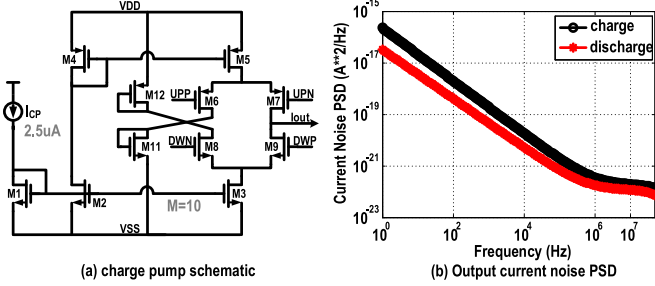 VDD
M4
M5
M12
UPP
UPN
M6
M7
ICP
2,5uA
Iout
DWN
DWP
M11
M8
M9
M1
M2
M=10
M3
VSS
(a) charge pump schematic
Current Noise PSD (A**2/Hz)
10^-15
10^-17
10^-19
10^-21
10^-23
charge
discharge
10^0 10^2 10^4 10^6
Frequency (Hz)
(b) Output current noise PSD